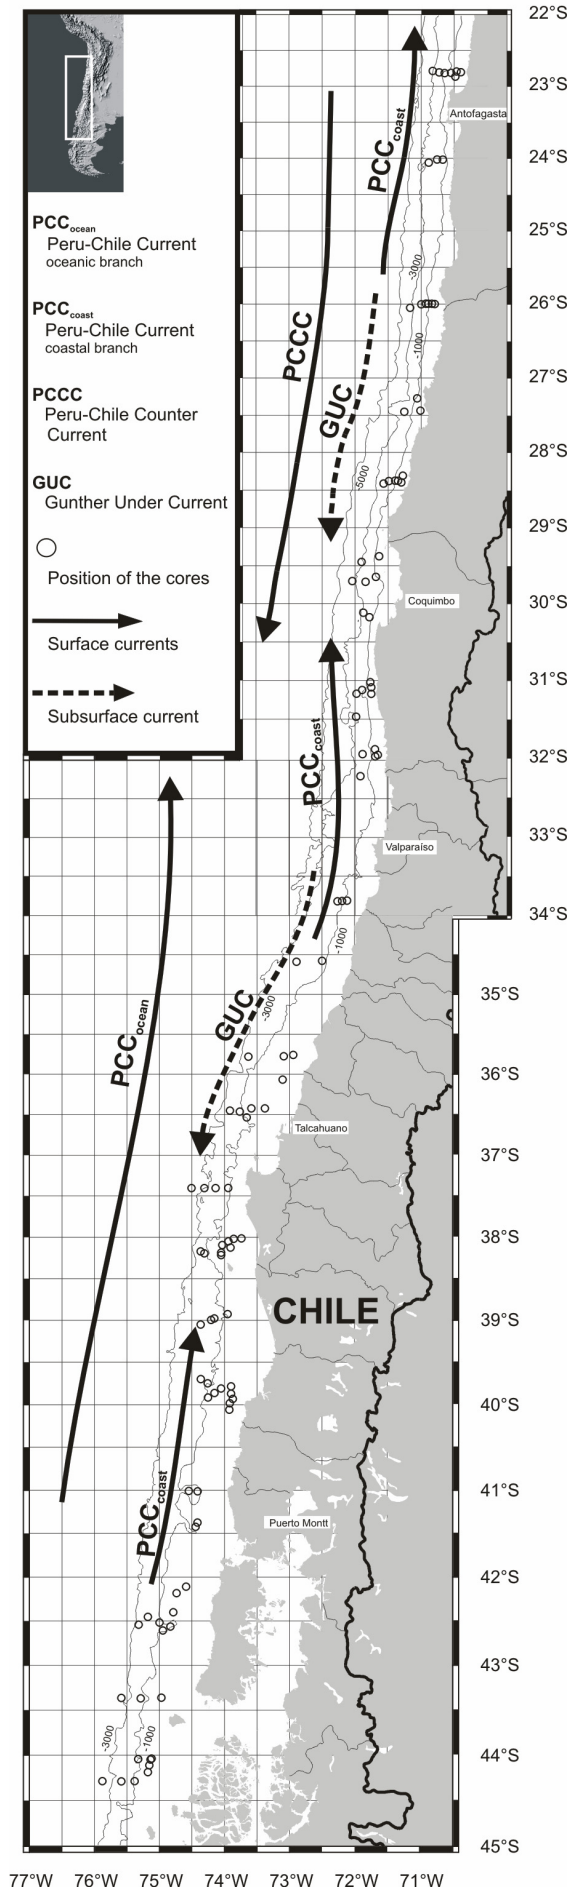 22°S
23°S
Antofagasta
PCCcoast
24°S
PCCocean
Peru-Chile Current
oceanic branch
25°S
-3000
PCCcoast
Peru-Chile Current
coastal branch
26°S
-1000
PCCC
PCCC
Peru-Chile Counter
Current
27°S
GUC
28°S
-5000
GUC
Gunther Under Current
29°S
Position of the cores
30°S
Coquimbo
Surface currents
31°S
Subsurface current
32°S
PCCcoast
33°S
Valparaíso
34°S
-1000
35°S
-3000
GUC
PCCocean
36°S
Talcahuano
37°S
38°S
CHILE
39°S
40°S
41°S
PCCcoast
Puerto Montt
42°S
43°S
-3000
-1000
44°S
45°S
77°W 76°W 75°W 74°W 73°W 72°W 71°W